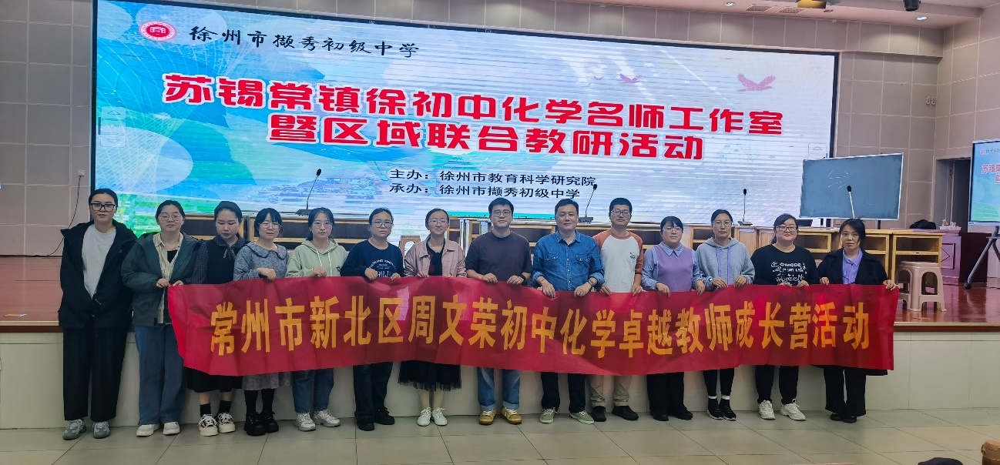 徐州市撷秀初级中学
苏锡常镇徐初中化学名师工作室
暨区域联合教研活动
主办：徐州市教育科学研究院
承办：徐州市撷秀初级中学
常州市新北区周文荣初中化学卓越教师成长营活动